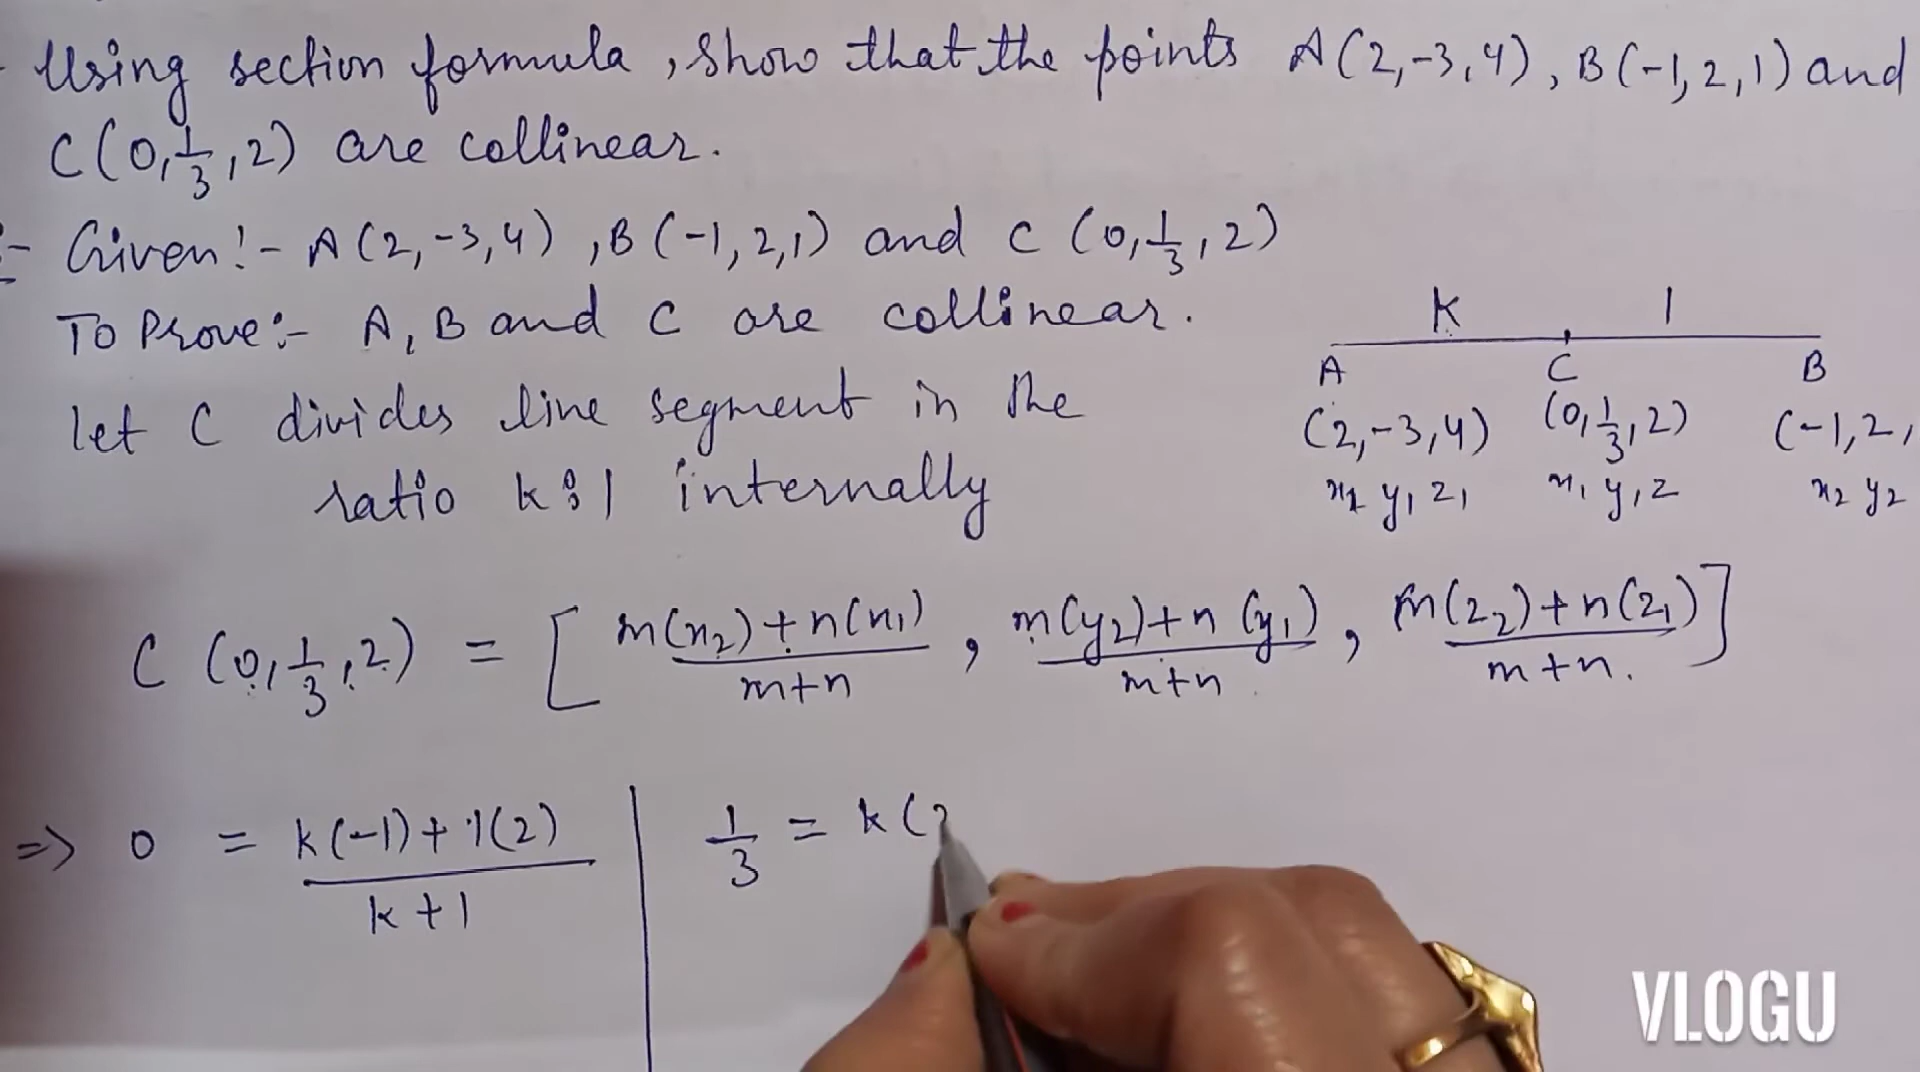 Using section formula, show that the points A(2,-3,4), B(-1,2,1) and
C(0,1/3,2) are collinear.
Given:- A(2,-3,4), B(-1,2,1) and C(0,1/3,2)
To Prove:- A, B and C are collinear.
let C divides line segment in the
ratio k:1 internally
k 1
A C B
(2,-3,4) (0,1/3,2) (-1,2,
x1 y1 z1 x, y, z x2 y2
C (0,1/3,2) = [ m(x2)+n(x1)/m+n , m(y2)+n(y1)/m+n , m(z2)+n(z1)/m+n. ]
=> 0 = k(-1)+1(2)/k+1
1/3 = k(2
VLOGU